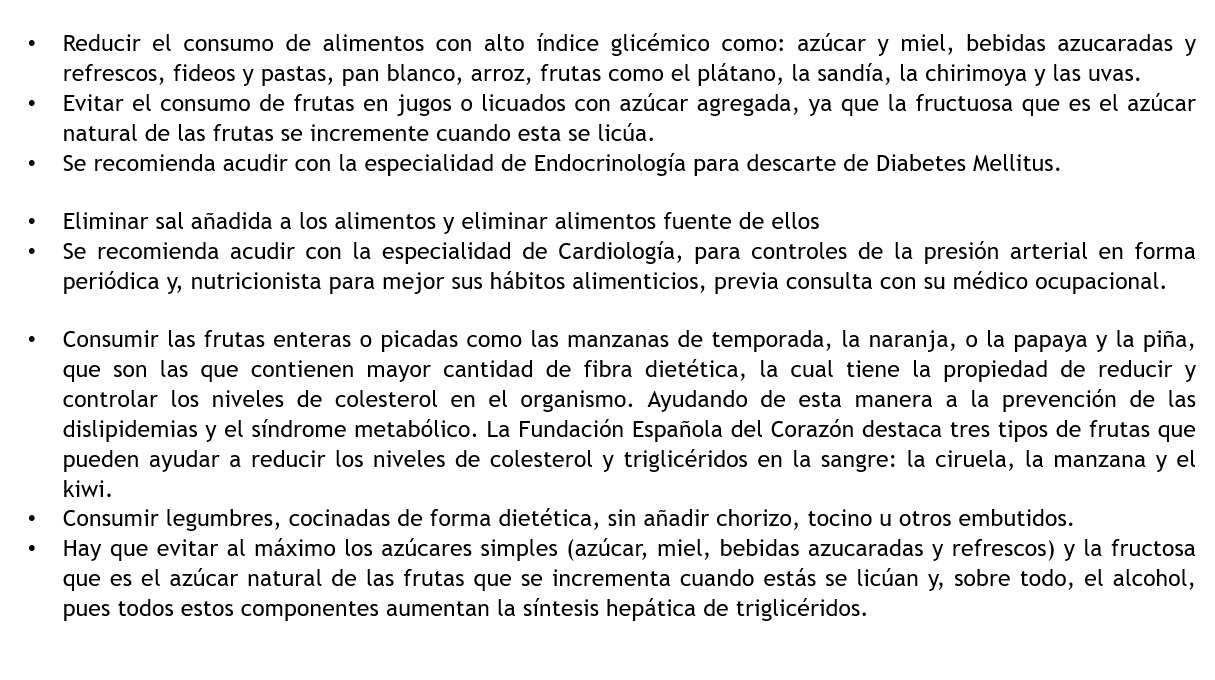 • Reducir el consumo de alimentos con alto índice glicémico como: azúcar y miel, bebidas azucaradas y
refrescos, fideos y pastas, pan blanco, arroz, frutas como el plátano, la sandía, la chirimoya y las uvas.
• Evitar el consumo de frutas en jugos o licuados con azúcar agregada, ya que la fructuosa que es el azúcar
natural de las frutas se incremente cuando esta se licúa.
• Se recomienda acudir con la especialidad de Endocrinología para descarte de Diabetes Mellitus.
• Eliminar sal añadida a los alimentos y eliminar alimentos fuente de ellos
• Se recomienda acudir con la especialidad de Cardiología, para controles de la presión arterial en forma
periódica y, nutricionista para mejor sus hábitos alimenticios, previa consulta con su médico ocupacional.
• Consumir las frutas enteras o picadas como las manzanas de temporada, la naranja, o la papaya y la piña,
que son las que contienen mayor cantidad de fibra dietética, la cual tiene la propiedad de reducir y
controlar los niveles de colesterol en el organismo. Ayudando de esta manera a la prevención de las
dislipidemias y el síndrome metabólico. La Fundación Española del Corazón destaca tres tipos de frutas que
pueden ayudar a reducir los niveles de colesterol y triglicéridos en la sangre: la ciruela, la manzana y el
kiwi.
• Consumir legumbres, cocinadas de forma dietética, sin añadir chorizo, tocino u otros embutidos.
• Hay que evitar al máximo los azúcares simples (azúcar, miel, bebidas azucaradas y refrescos) y la fructosa
que es el azúcar natural de las frutas que se incrementa cuando estás se licúan y, sobre todo, el alcohol,
pues todos estos componentes aumentan la síntesis hepática de triglicéridos.